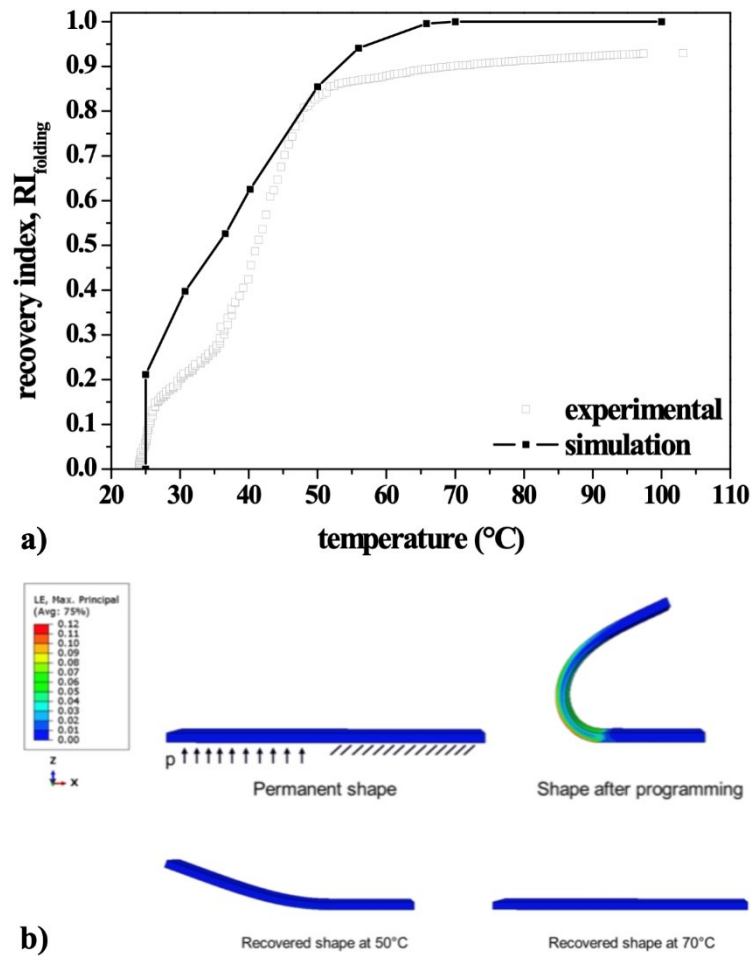 1.0
0.9
0.8
0.7
0.6
0.5
0.4
0.3
0.2
0.1
0.0
recovery index, RI_folding
experimental
simulation
20 30 40 50 60 70 80 90 100 110
a) temperature (°C)
LE, Max. Principal
(Avg: 75%)
0.12
0.11
0.10
0.09
0.08
0.07
0.06
0.05
0.04
0.03
0.02
0.01
0.00
z
x
p
Permanent shape
Shape after programming
b)
Recovered shape at 50°C
Recovered shape at 70°C